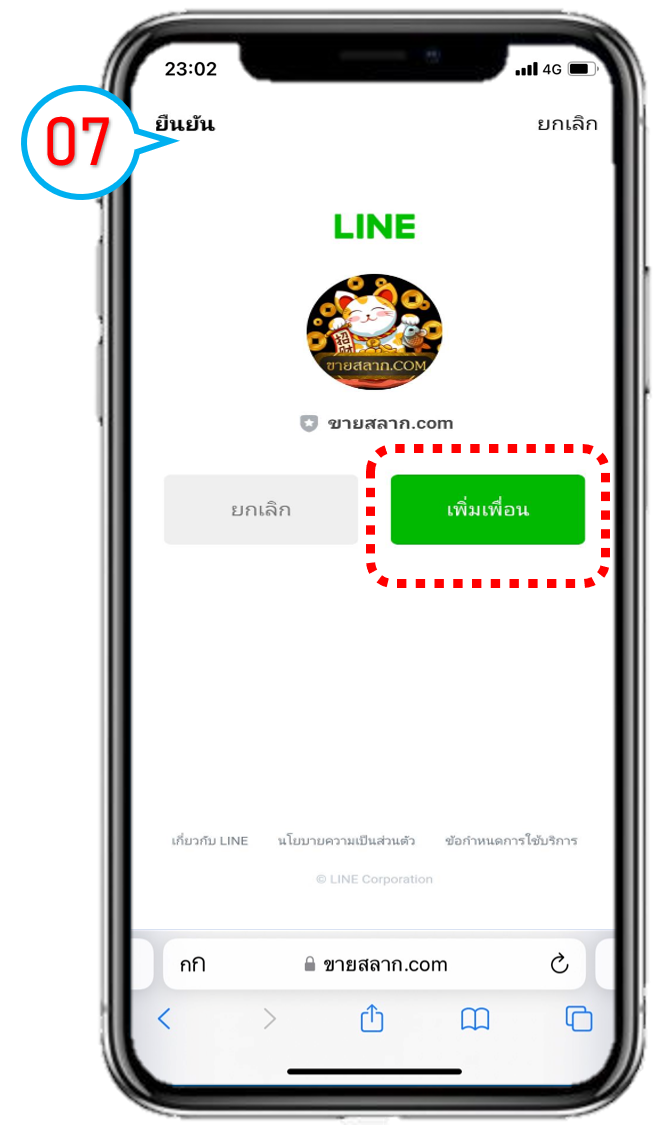 23:02
4G
07
ยืนยัน
ยกเลิก
LINE
招財
ขายสลาก.COM
ขายสลาก.com
ยกเลิก
เพิ่มเพื่อน
เกี่ยวกับ LINE
นโยบายความเป็นส่วนตัว
ข้อกำหนดการใช้บริการ
© LINE Corporation
กก
ขายสลาก.com